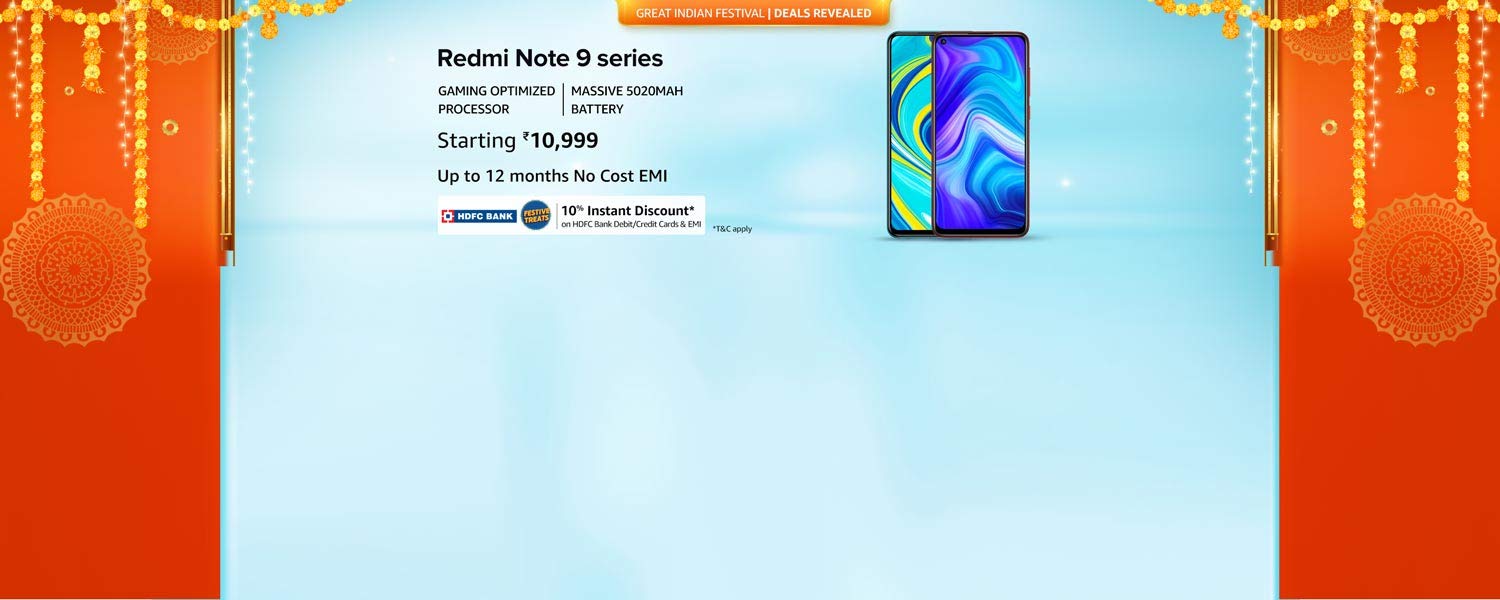 GREAT INDIAN FESTIVAL | DEALS REVEALED
Redmi Note 9 series
GAMING OPTIMIZED PROCESSOR
MASSIVE 5020MAH BATTERY
Starting ₹10,999
Up to 12 months No Cost EMI
HDFC BANK
FESTIVE TREATS
10% Instant Discount*
on HDFC Bank Debit/Credit Cards & EMI
*T&C apply